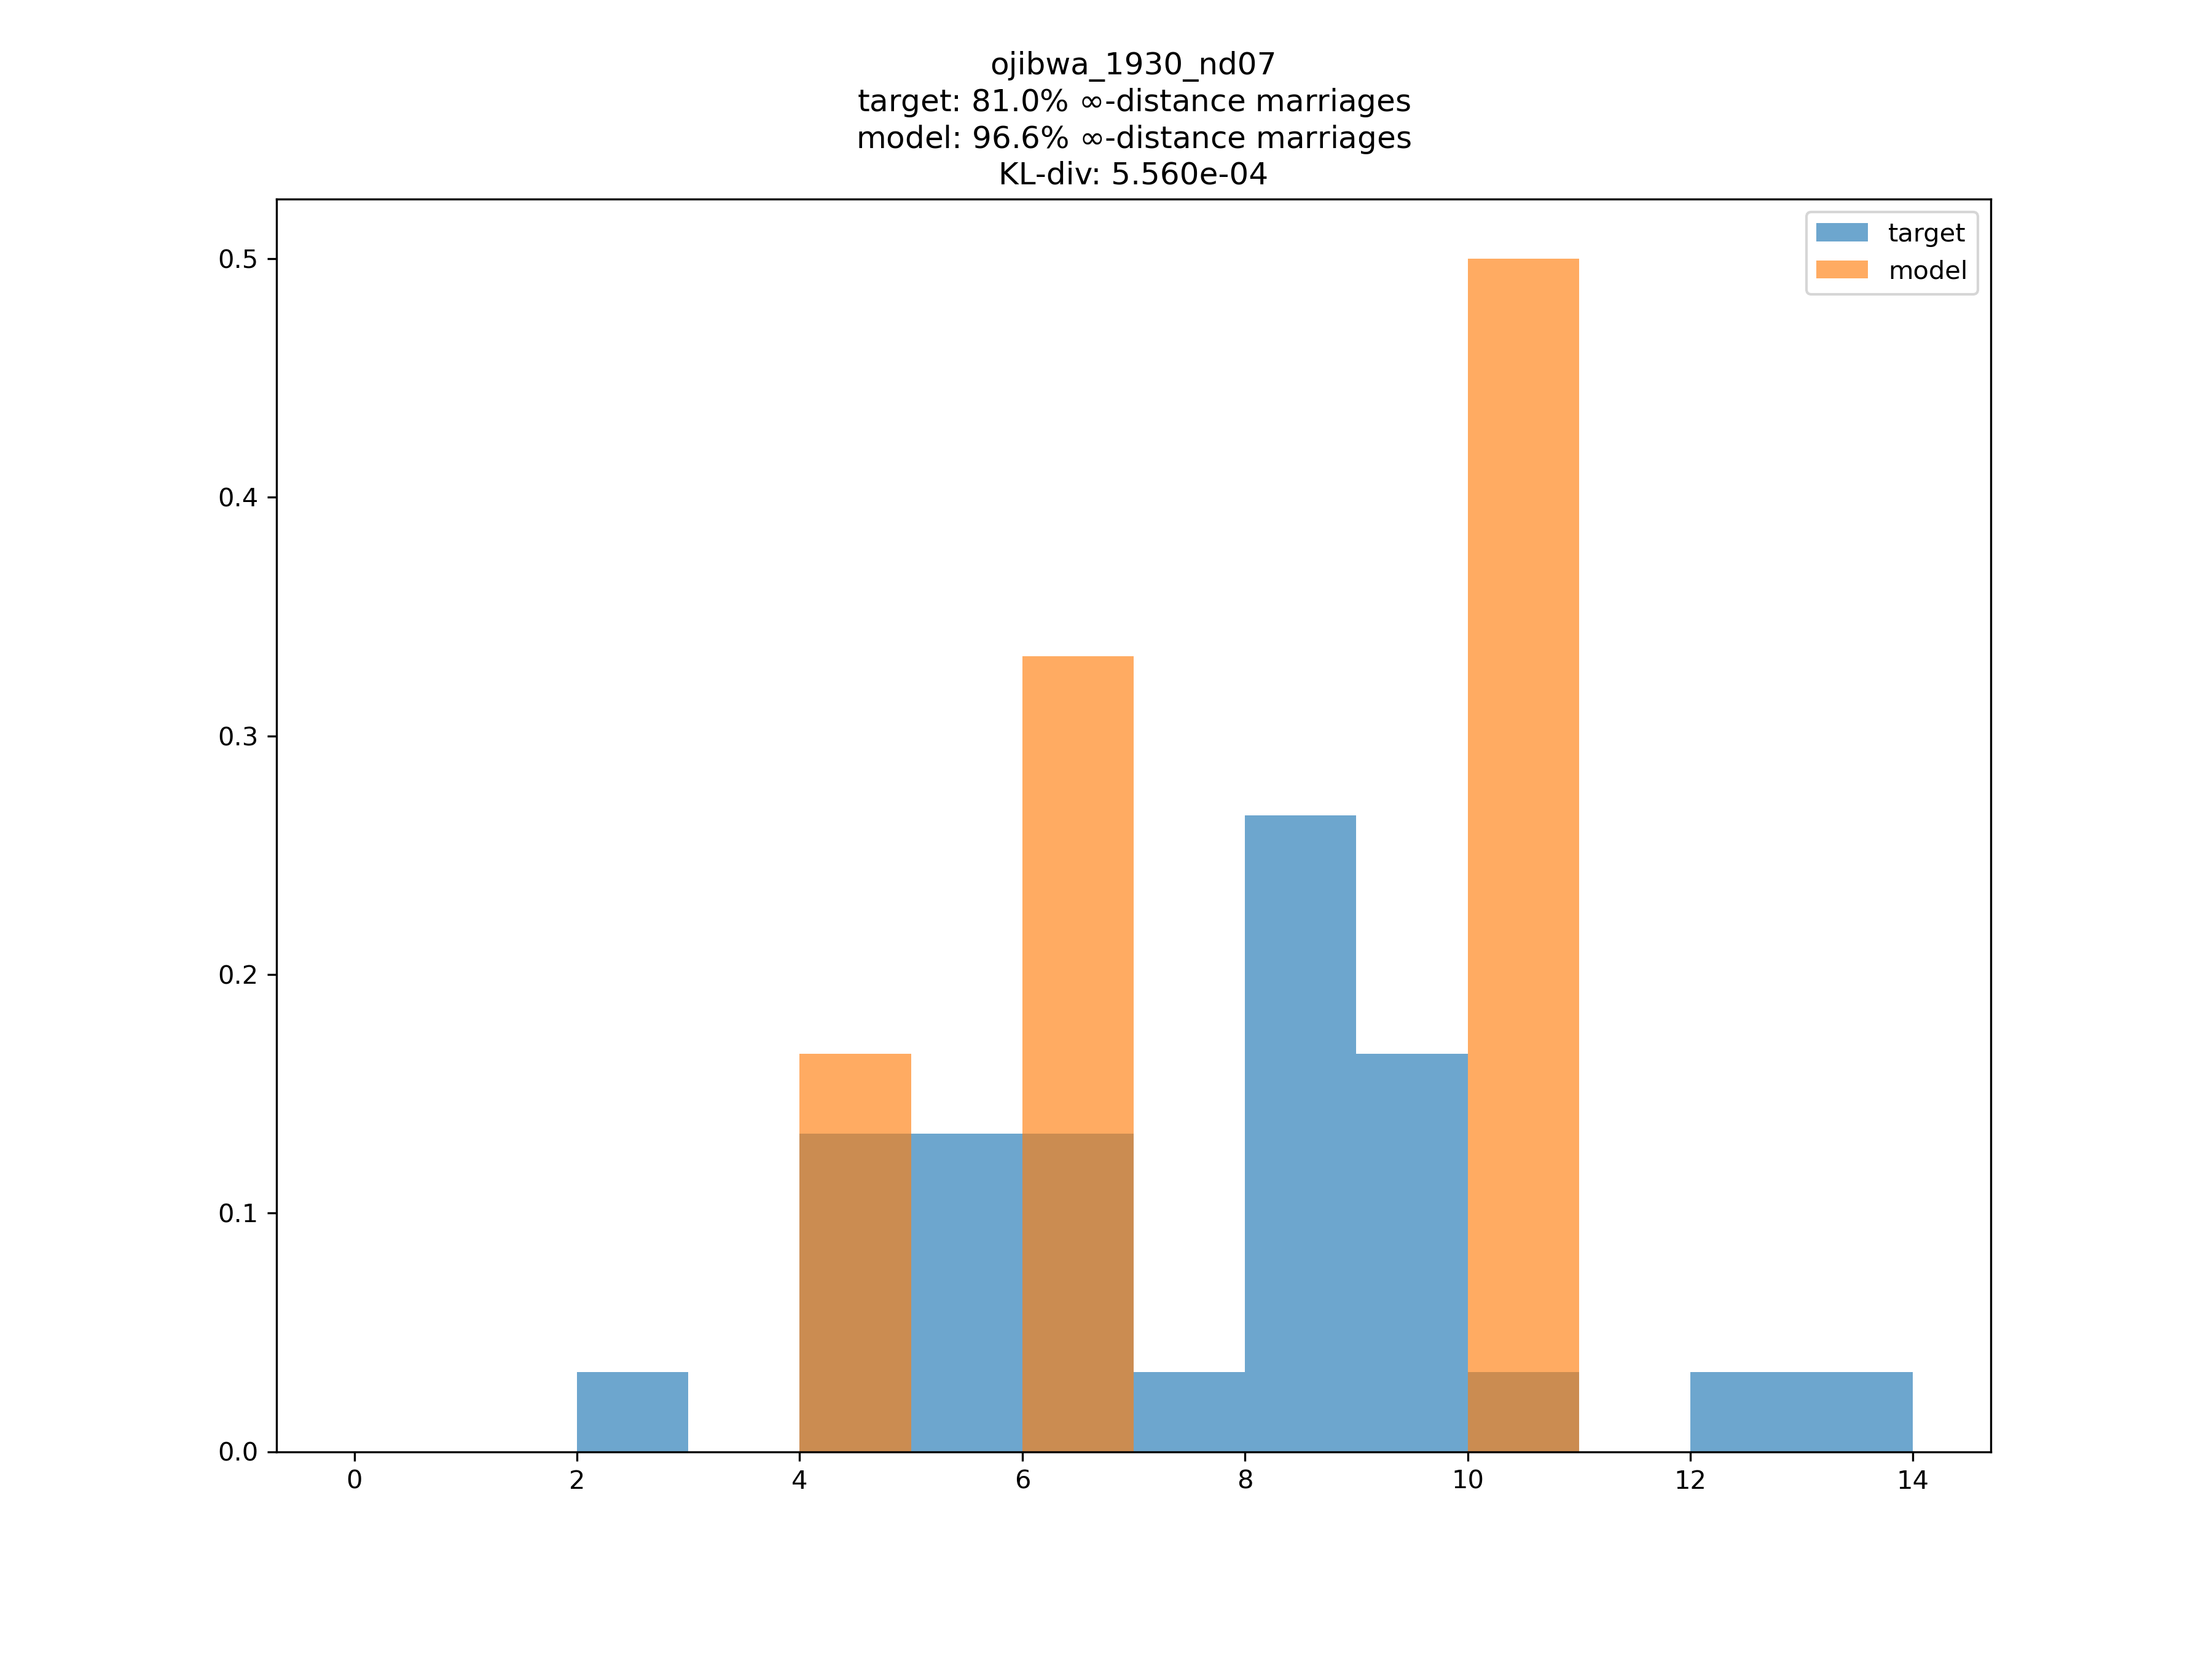 ojibwa_1930_nd07
target: 81.0% ∞-distance marriages
model: 96.6% ∞-distance marriages
KL-div: 5.560e-04
target
model
0.5
0.4
0.3
0.2
0.1
0.0
0 2 4 6 8 10 12 14